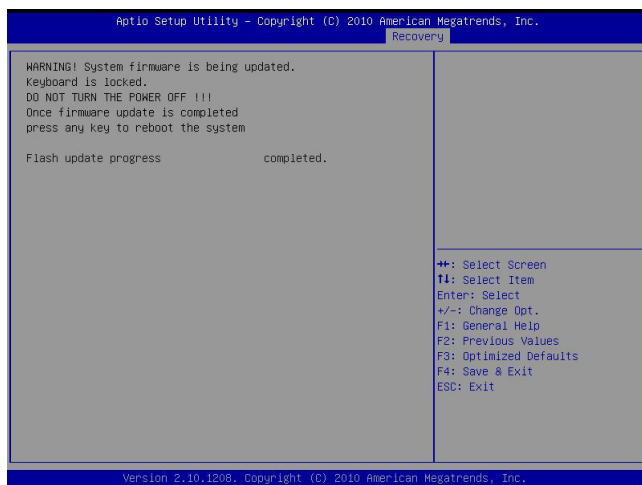 Aptio Setup Utility – Copyright (C) 2010 American Megatrends, Inc.
Recovery
WARNING! System firmware is being updated.
Keyboard is locked.
DO NOT TURN THE POWER OFF !!!
Once firmware update is completed
press any key to reboot the system
Flash update progress completed.
→←: Select Screen
↑↓: Select Item
Enter: Select
+/-: Change Opt.
F1: General Help
F2: Previous Values
F3: Optimized Defaults
F4: Save & Exit
ESC: Exit
Version 2.10.1208. Copyright (C) 2010 American Megatrends, Inc.